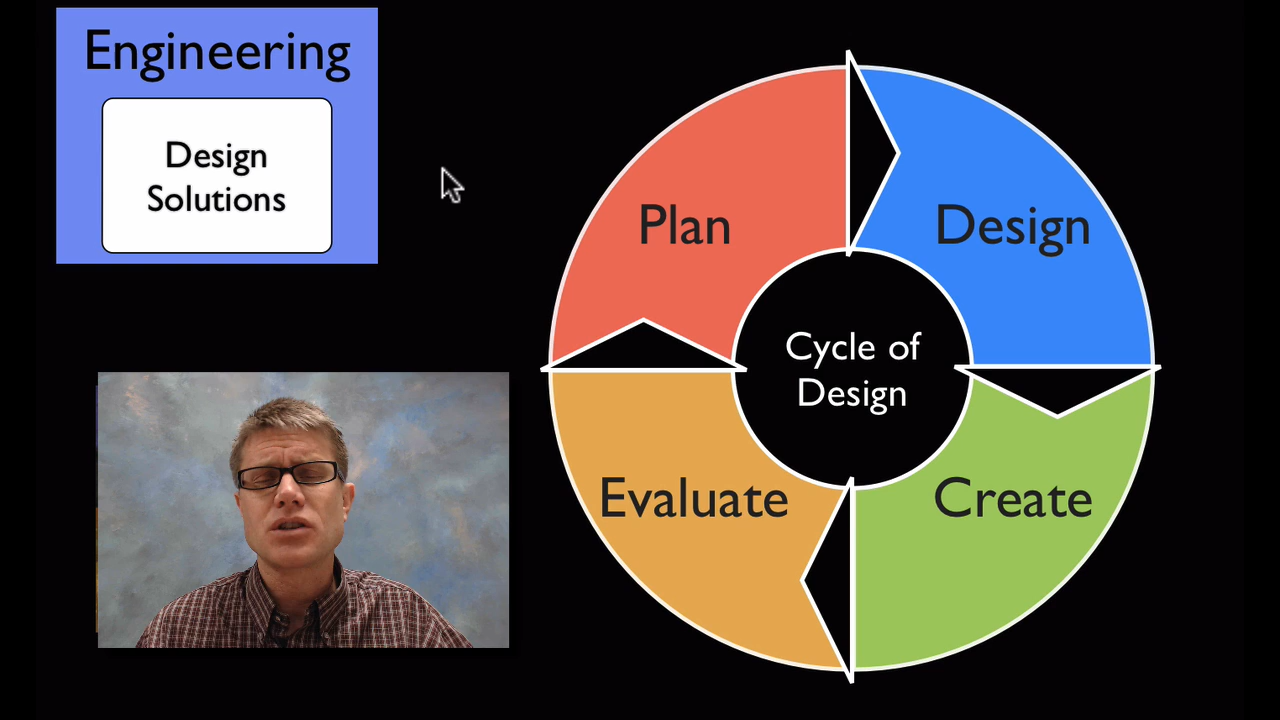 Engineering
Design
Solutions
Plan
Design
Cycle of
Design
Evaluate
Create